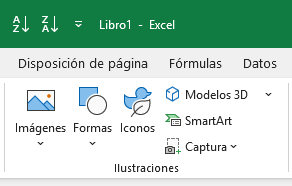 A Z Z A Libro1 - Excel
Disposición de página Fórmulas Datos
Imágenes Formas Iconos Modelos 3D
SmartArt
Captura
Ilustraciones